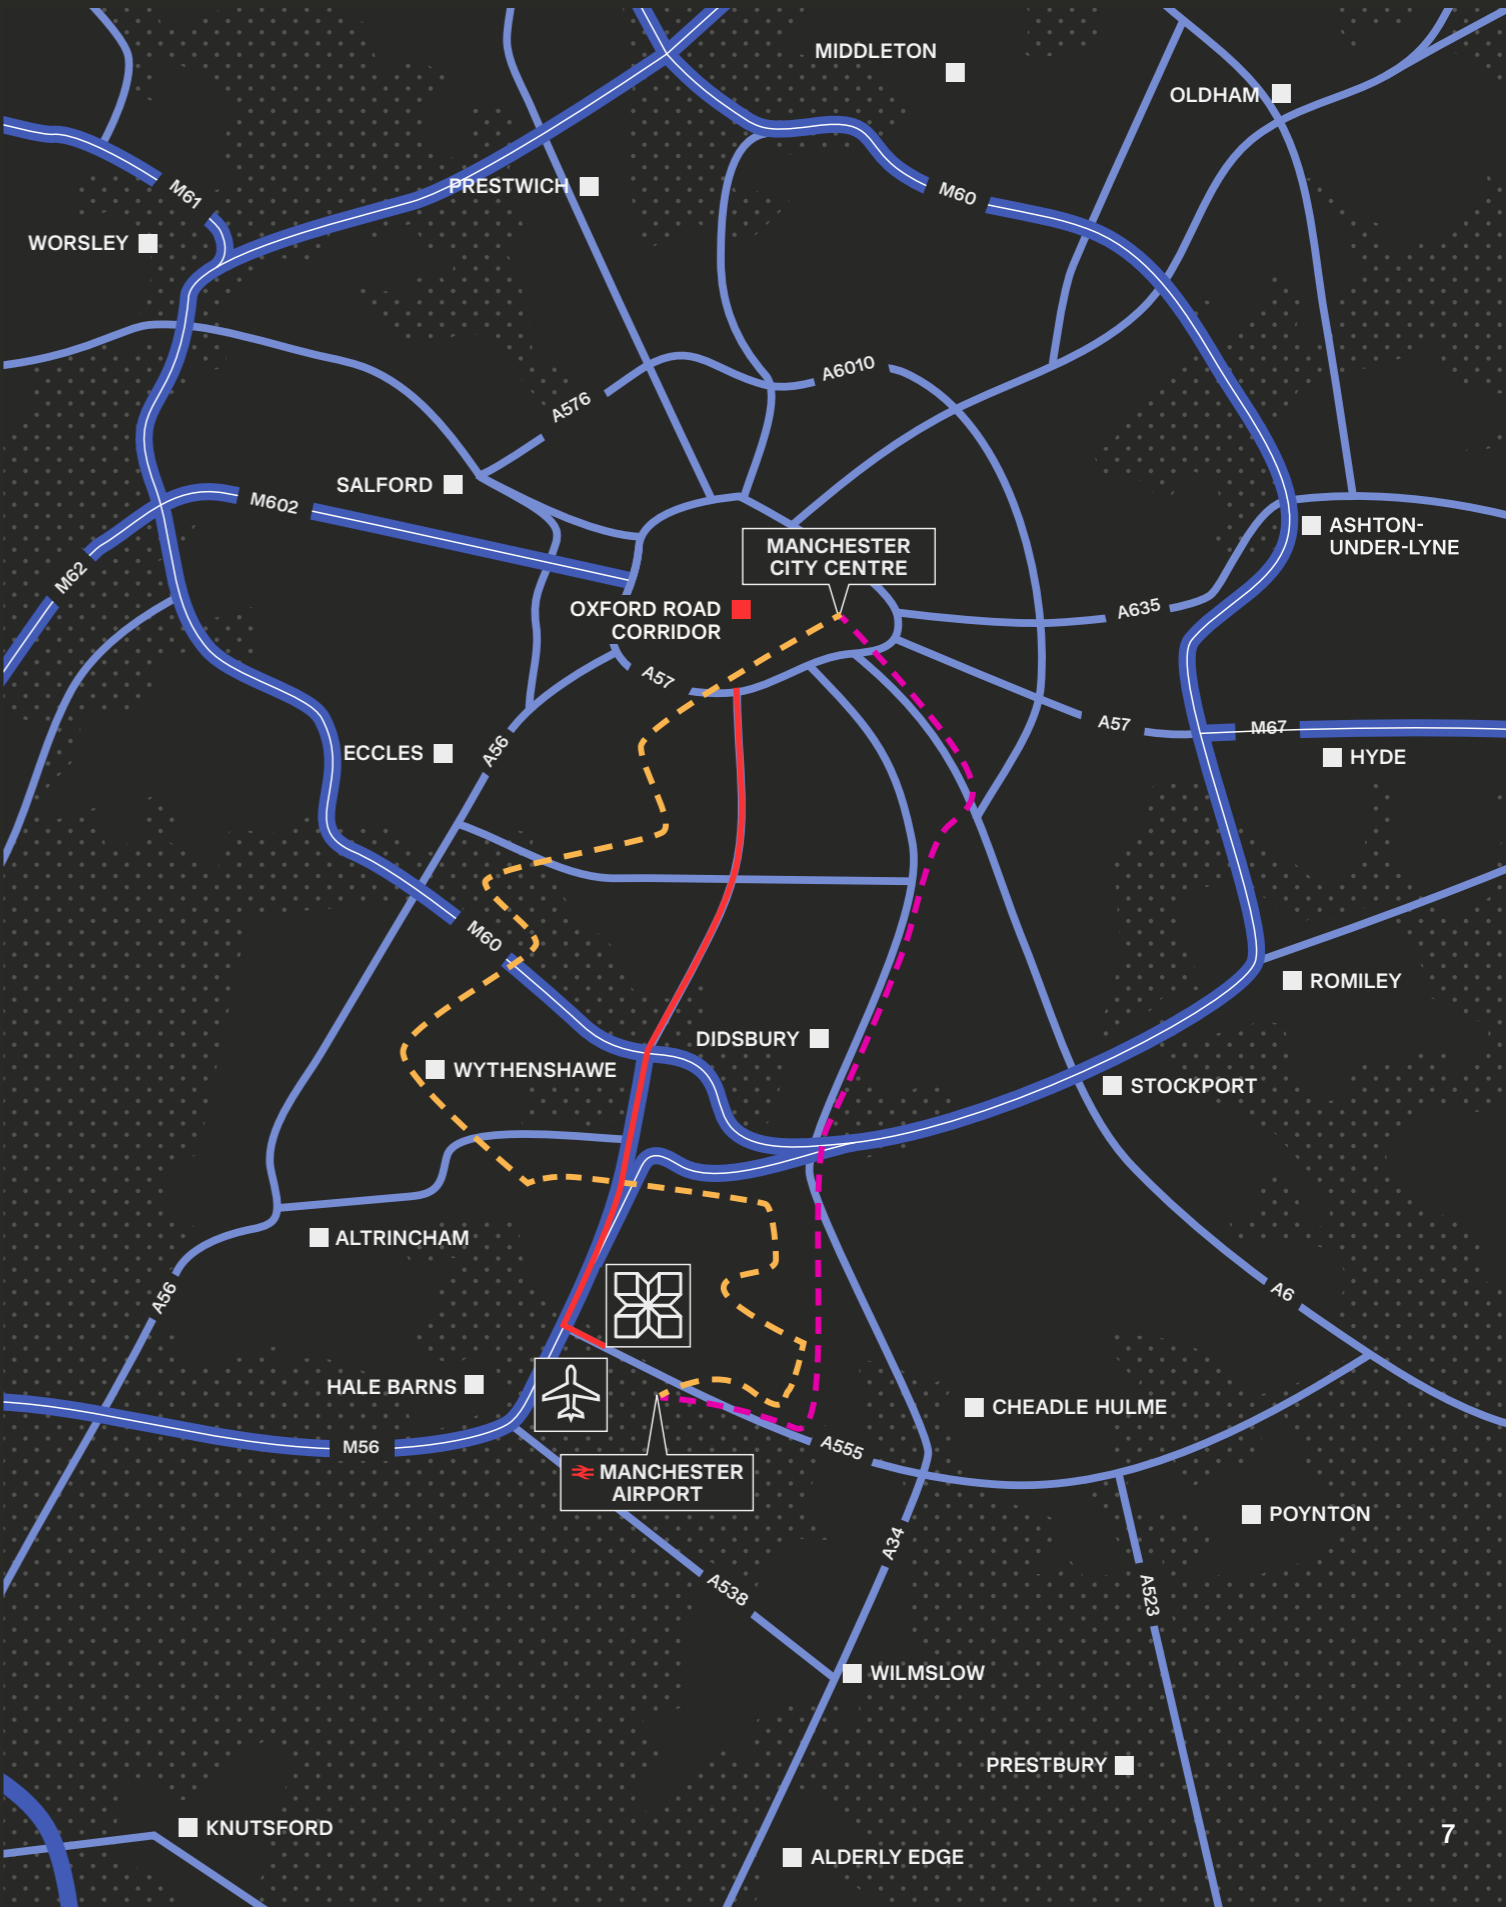 MIDDLETON
OLDHAM
M61
PRESTWICH
M60
WORSLEY
A6010
A576
SALFORD
M602
ASHTON-
UNDER-LYNE
MANCHESTER
CITY CENTRE
M62
OXFORD ROAD
CORRIDOR
A635
A57
A57
M67
A56
ECCLES
HYDE
M60
ROMILEY
DIDSBURY
WYTHENSHAWE
STOCKPORT
ALTRINCHAM
A56
A6
HALE BARNS
CHEADLE HULME
M56
A555
MANCHESTER
AIRPORT
POYNTON
A34
A538
A523
WILMSLOW
PRESTBURY
KNUTSFORD
7
ALDERLY EDGE